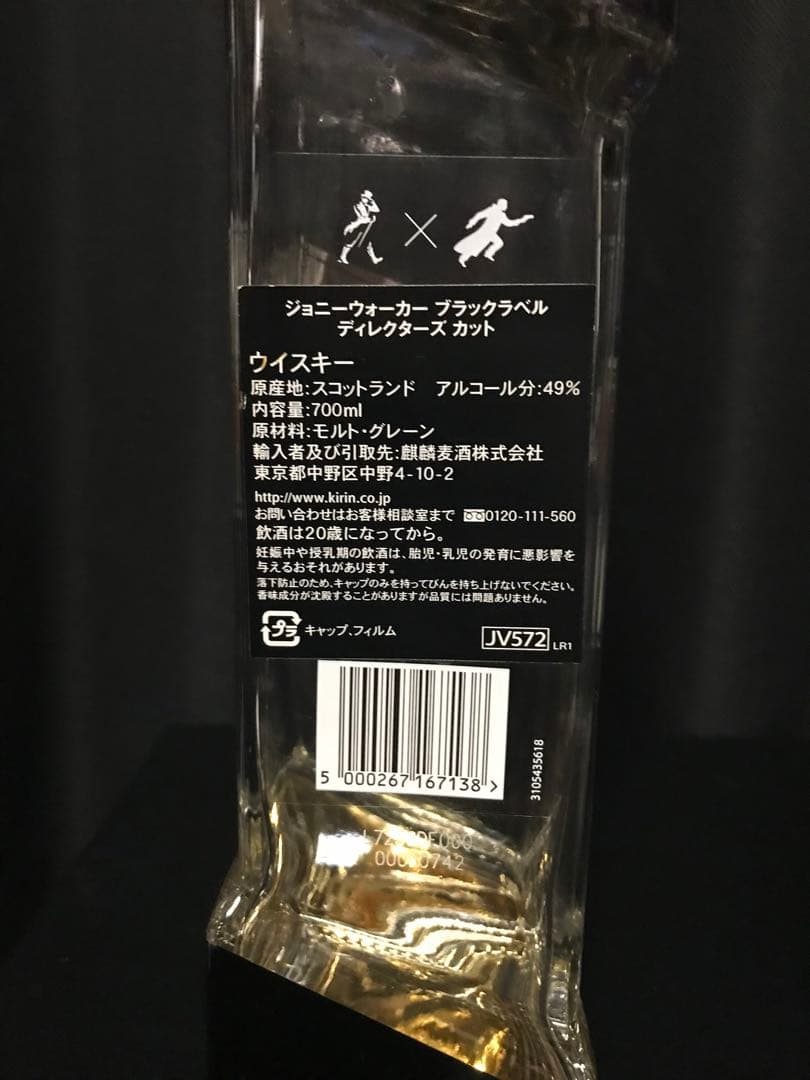 ジョニーウォーカー ブラックラベル
ディレクターズ カット
ウイスキー
原産地:スコットランド アルコール分:49%
内容量:700ml
原材料:モルト・グレーン
輸入者及び引取先:麒麟麦酒株式会社
東京都中野区中野4-10-2
http://www.kirin.co.jp
お問い合わせはお客様相談室まで 0120-111-560
飲酒は20歳になってから。
妊娠中や授乳期の飲酒は、胎児・乳児の発育に悪影響を
与えるおそれがあります。
落下防止のため、キャップのみを持ってびんを持ち上げないでください。
香味成分が沈殿することがありますが品質には問題ありません。
プラ キャップ、フィルム
JV572 LR1
5 000267 167138 >
3105435618